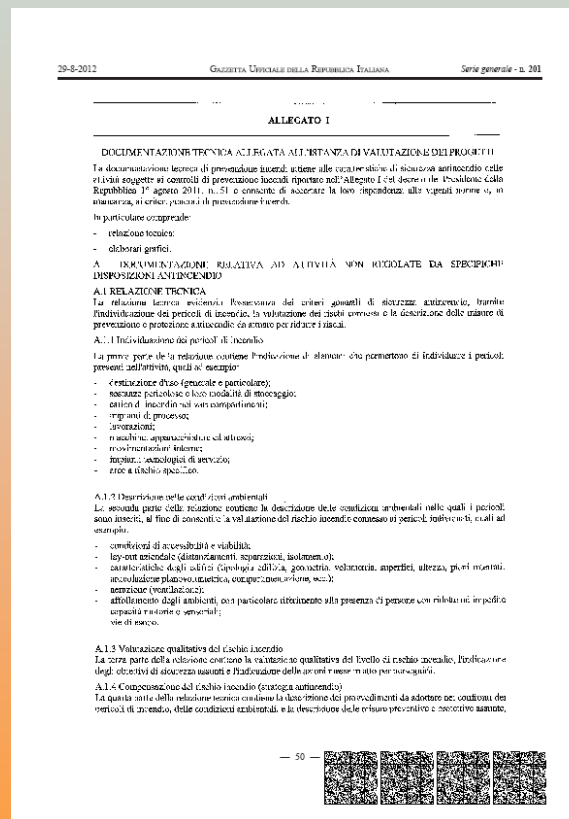 29-8-2012 GAZZETTA UFFICIALE DELLA REPUBBLICA ITALIANA Serie generale - n. 201
ALLEGATO I
DOCUMENTAZIONE TECNICA ALLEGATA ALL'ISTANZA DI VALUTAZIONE DEI PROGETTI
La documentazione tecnica di prevenzione incendi attiene alle caratteristiche di sicurezza antincendio delle
attività soggette ai controlli di prevenzione incendi riportate nell'Allegato I del decreto del Presidente della
Repubblica 1° agosto 2011, n. 151 e consente di accertare la loro rispondenza alle vigenti norme o, in
mancanza, ai criteri generali di prevenzione incendi.
In particolare comprende:
- relazione tecnica;
- elaborati grafici.
A DOCUMENTAZIONE RELATIVA AD ATTIVITÀ NON REGOLATE DA SPECIFICHE
DISPOSIZIONI ANTINCENDIO
A.1 RELAZIONE TECNICA
La relazione tecnica evidenzia l'osservanza dei criteri generali di sicurezza antincendio, tramite
l'individuazione dei pericoli di incendio, la valutazione dei rischi connessi e la descrizione delle misure di
prevenzione e protezione antincendio da attuare per ridurre i rischi.
A.1.1 Individuazione dei pericoli di incendio
La prima parte della relazione contiene l'indicazione di elementi che permettono di individuare i pericoli
presenti nell'attività, quali ad esempio:
- destinazione d'uso (generale e particolare);
- sostanze pericolose e loro modalità di stoccaggio;
- carico di incendio nei vari compartimenti;
- impianti di processo;
- lavorazioni;
- macchine, apparecchiature ed attrezzi;
- movimentazioni interne;
- impianti tecnologici di servizio;
- aree a rischio specifico.
A.1.2 Descrizione delle condizioni ambientali
La seconda parte della relazione contiene la descrizione delle condizioni ambientali nelle quali i pericoli
sono inseriti, al fine di consentire la valutazione del rischio incendio connesso ai pericoli individuati, quali ad
esempio:
- condizioni di accessibilità e viabilità;
- lay-out aziendale (distanziamenti, separazioni, isolamento);
- caratteristiche degli edifici (tipologia edilizia, geometria, volumetria, superfici, altezza, piani interrati,
articolazione planovolumetrica, compartimentazione, ecc.);
- aerazione (ventilazione);
- affollamento degli ambienti, con particolare riferimento alla presenza di persone con ridotte od impedite
capacità motorie o sensoriali;
vie di esodo.
A.1.3 Valutazione qualitativa del rischio incendio
La terza parte della relazione contiene la valutazione qualitativa del livello di rischio incendio, l'indicazione
degli obiettivi di sicurezza assunti e l'indicazione delle azioni messe in atto per perseguirli.
A.1.4 Compensazione del rischio incendio (strategia antincendio)
La quarta parte della relazione tecnica contiene la descrizione dei provvedimenti da adottare nei confronti dei
pericoli di incendio, delle condizioni ambientali, e la descrizione delle misure preventive e protettive assunte,
— 50 —